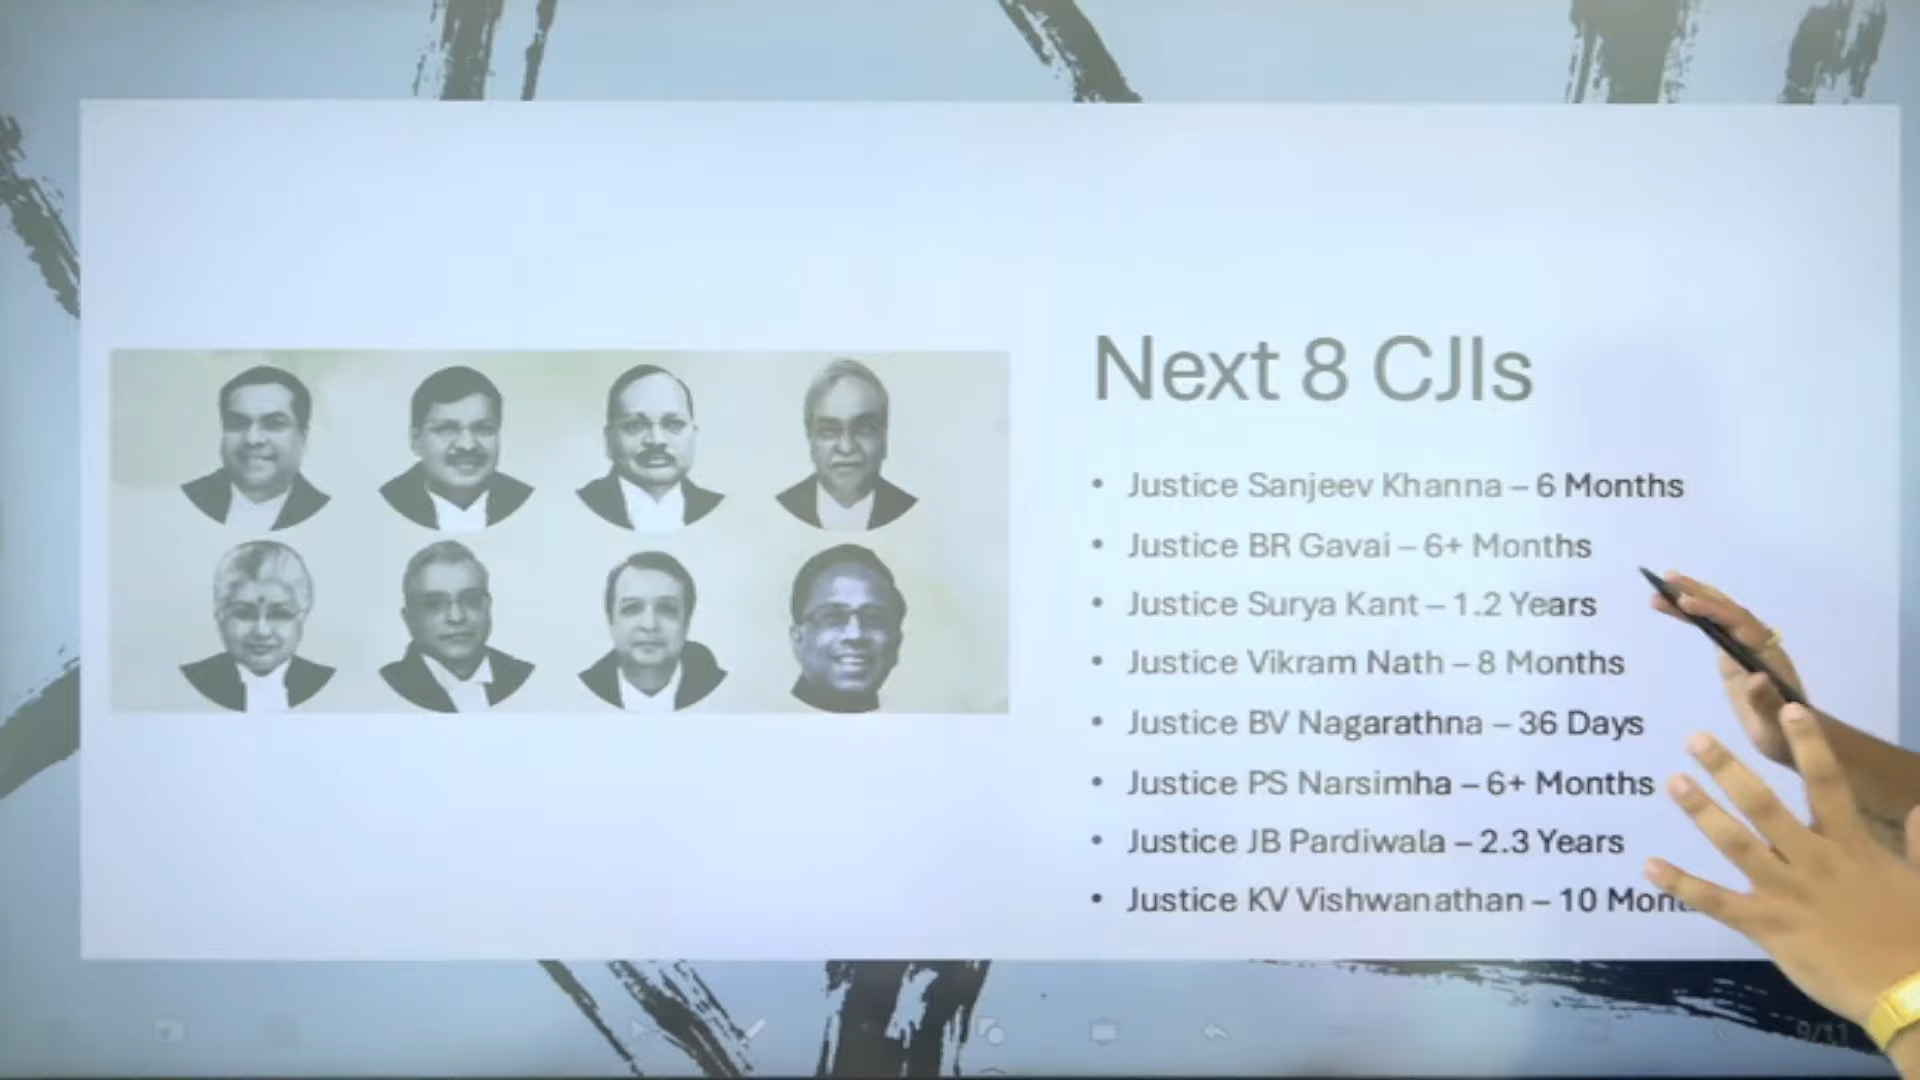 Next 8 CJIs
• Justice Sanjeev Khanna – 6 Months
• Justice BR Gavai – 6+ Months
• Justice Surya Kant – 1.2 Years
• Justice Vikram Nath – 8 Months
• Justice BV Nagarathna – 36 Days
• Justice PS Narsimha – 6+ Months
• Justice JB Pardiwala – 2.3 Years
• Justice KV Vishwanathan – 10
9/11